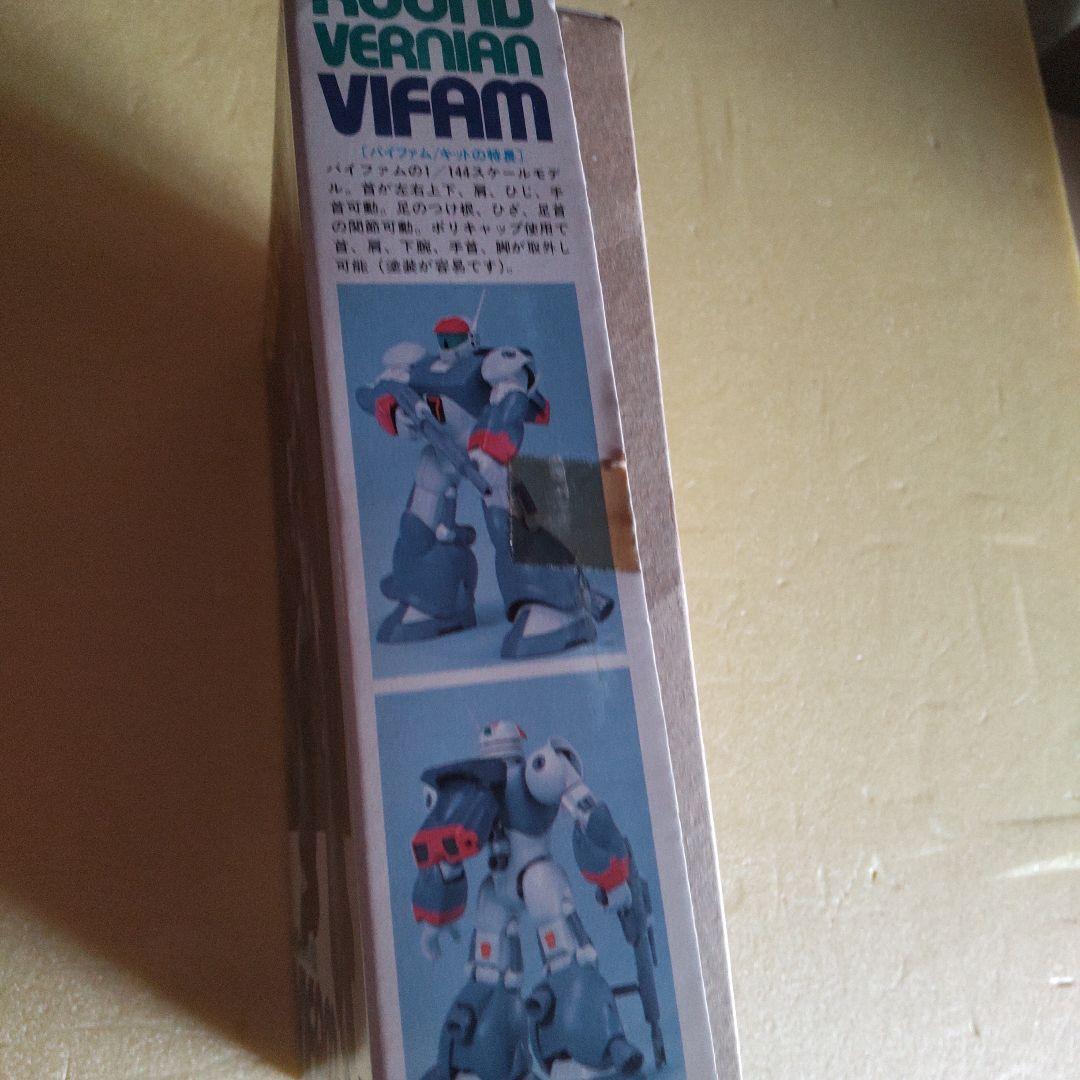 ROUND
VERNIAN
VIFAM
[バイファム/キットの特長]
バイファムの1/144スケールモデ
ル。首が左右上下、肩、ひじ、手
首可動。足のつけ根、ひざ、足首
の関節可動。ポリキャップ使用で
首、肩、下腕、手首、脚が取外し
可能(塗装が容易です)。